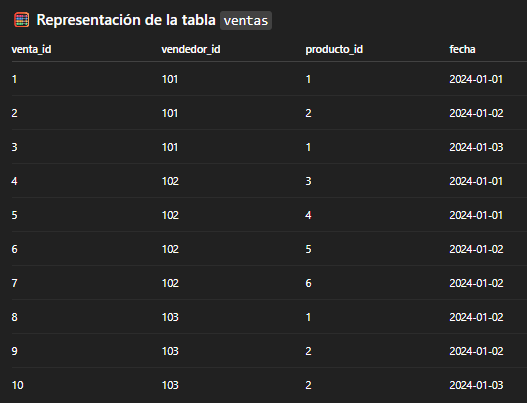 Representación de la tabla ventas
venta_id vendedor_id producto_id fecha
1 101 1 2024-01-01
2 101 2 2024-01-02
3 101 1 2024-01-03
4 102 3 2024-01-01
5 102 4 2024-01-01
6 102 5 2024-01-02
7 102 6 2024-01-02
8 103 1 2024-01-02
9 103 2 2024-01-02
10 103 2 2024-01-03